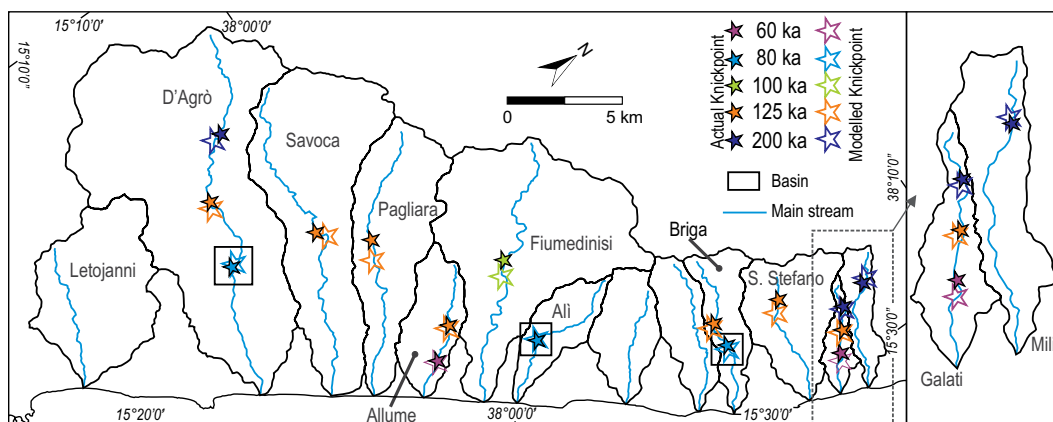 15°10'0'
38°00'0'
15°10'0'
D'Agrò
Savoca
Pagliara
Letojanni
Fiumedinisi
Alì
Allume
Briga
S. Stefano
N
5 km
Actual Knickpoint
60 ka
80 ka
100 ka
125 ka
200 ka
Modelled Knickpoint
Basin
Main stream
38°10'0"
15°30'0"
15°20'0'
38°00'0'
15°30'0'
Galati
Mili